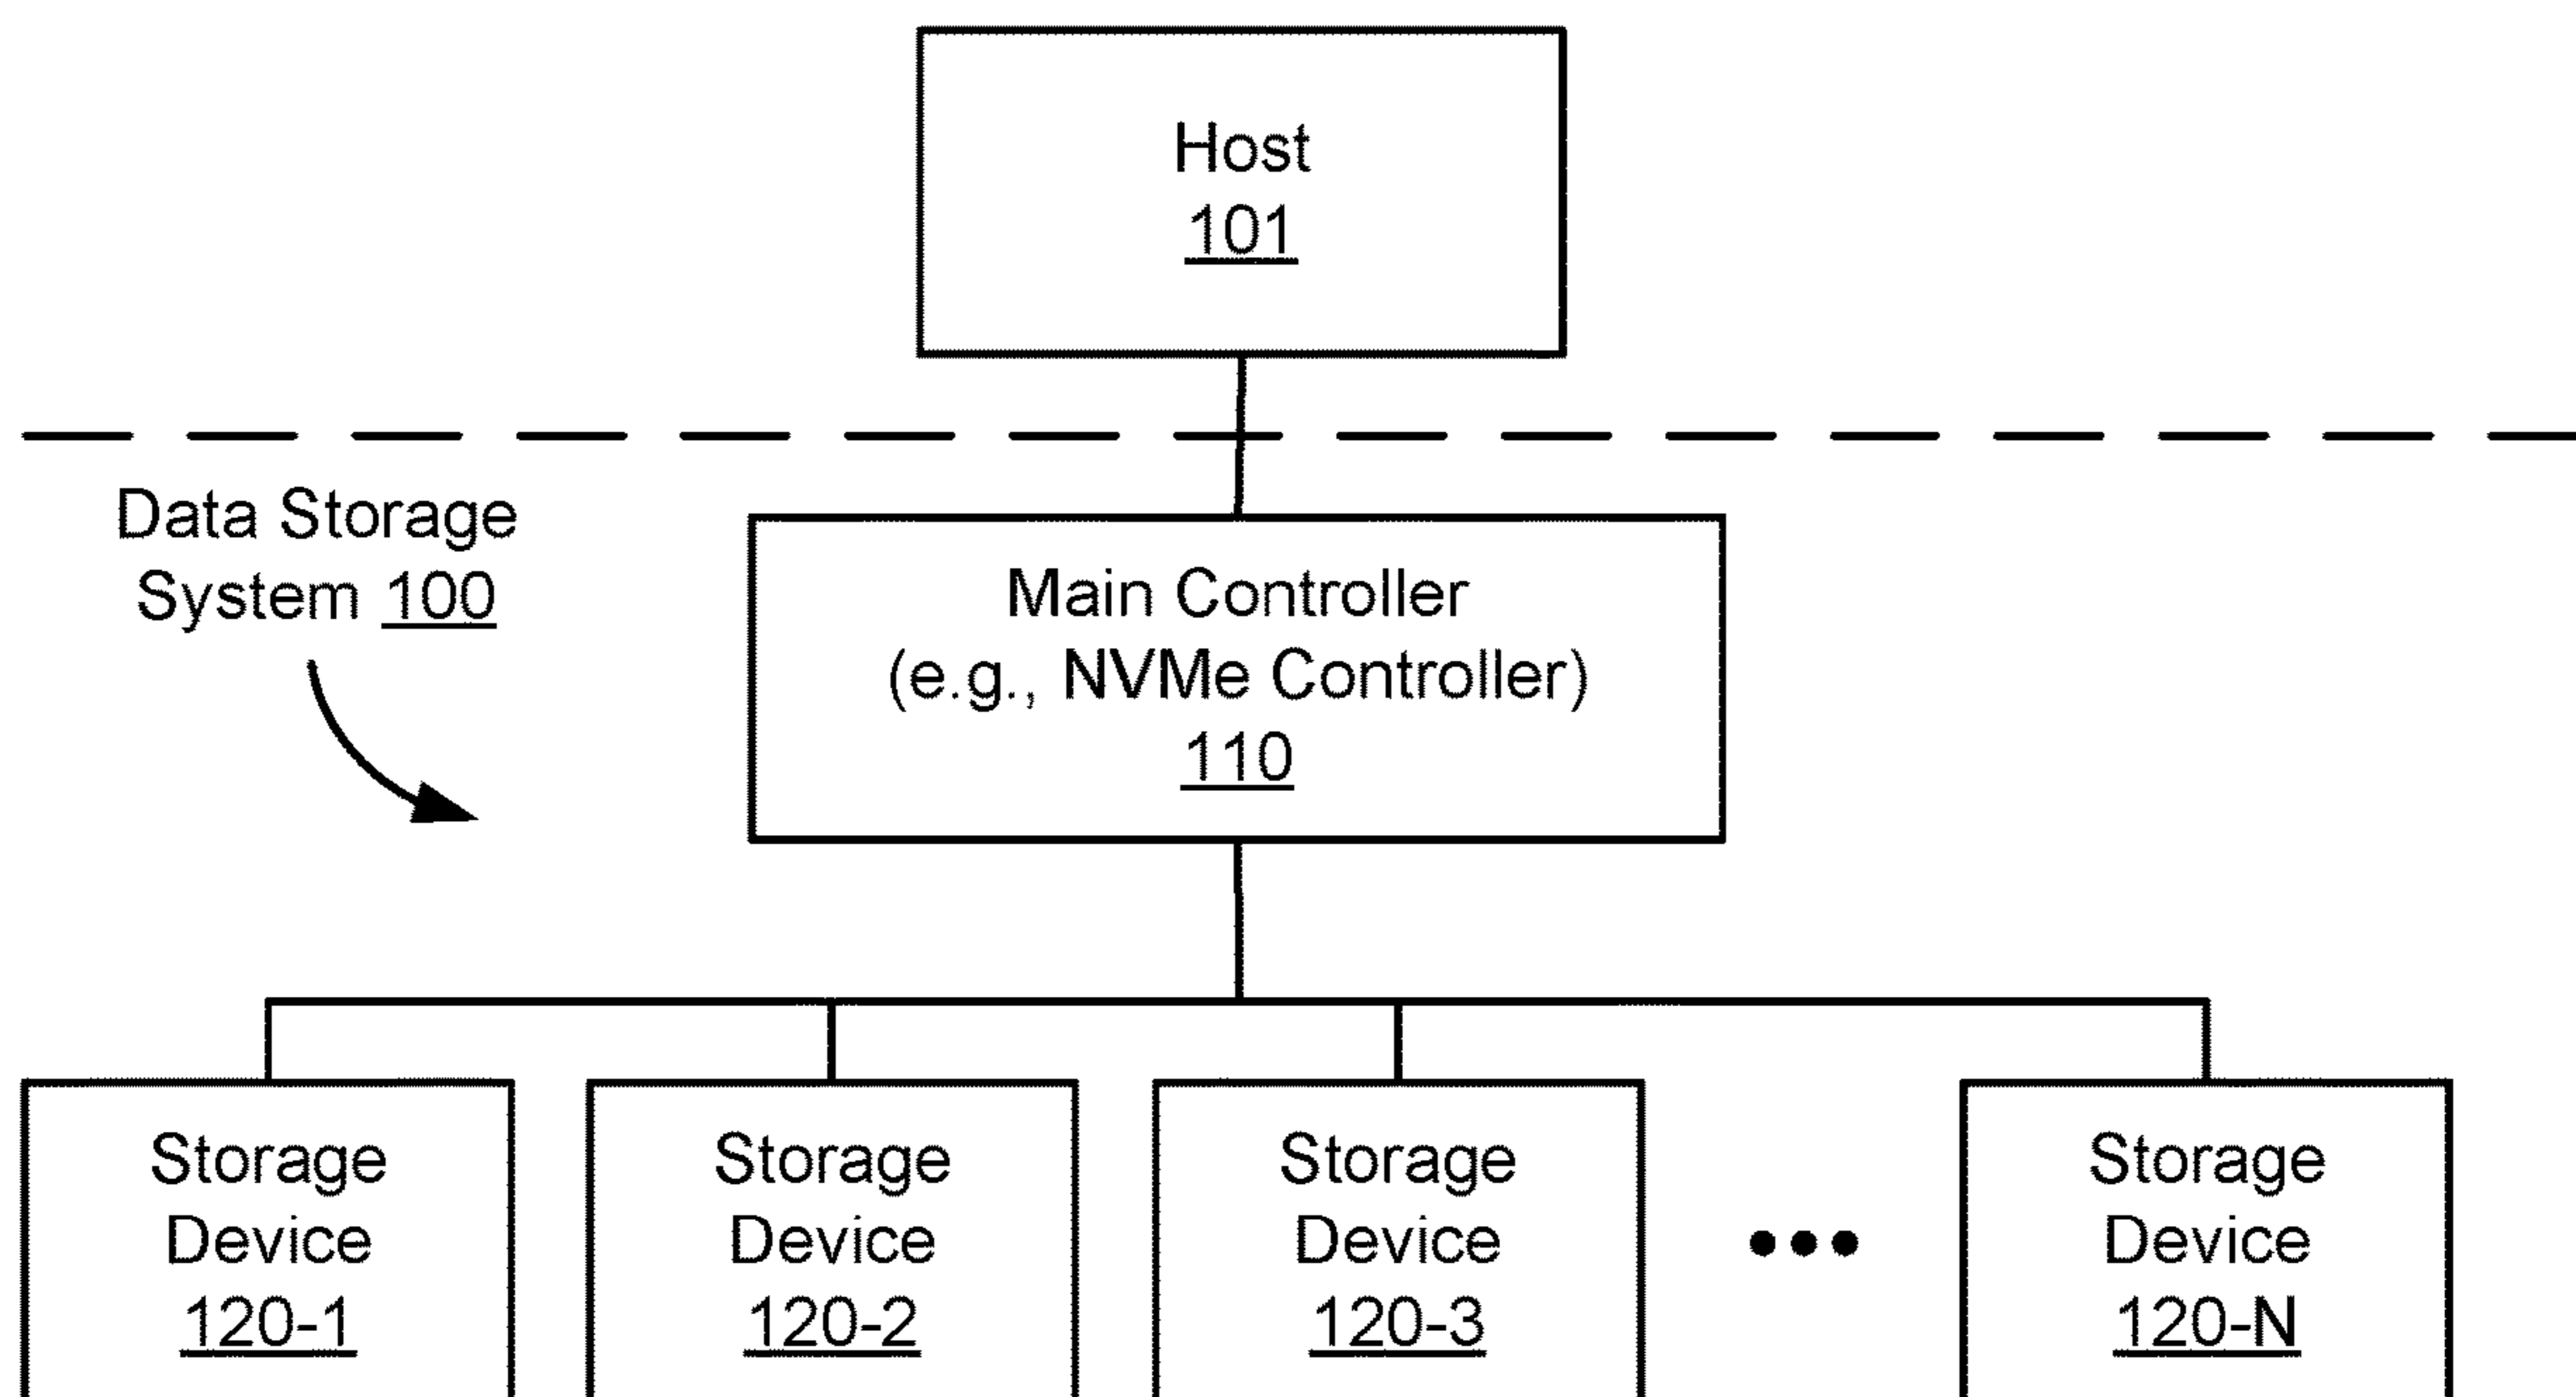 Host
101
Data Storage
System 100
Main Controller
(e.g., NVMe Controller)
110
Storage
Device
120-1
Storage
Device
120-2
Storage
Device
120-3
Storage
Device
120-N